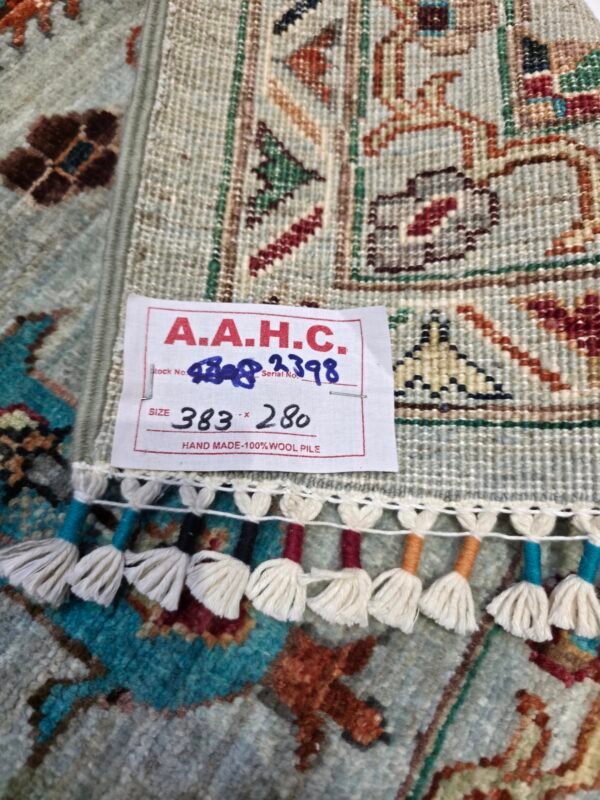 A.A.H.C.
Stock No. Serial No. 2398
SIZE 383 - x 280
HAND MADE-100% WOOL PILE